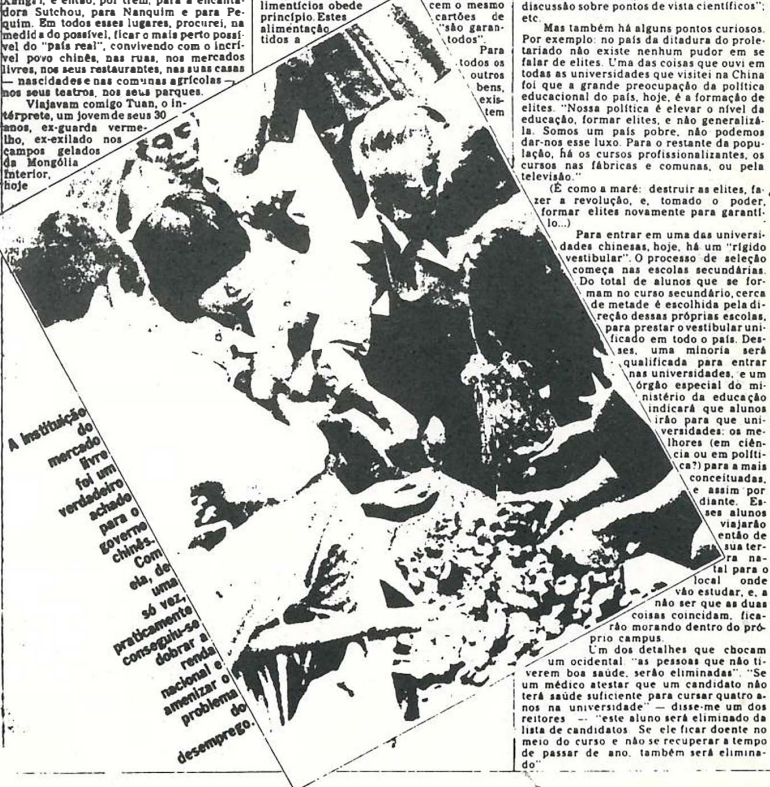 Xangri, e então, por trem, para a encanta-
dora Sutchou, para Nanquim e para Pe-
quim. Em todos esses lugares, procurei, na
medida do possível, ficar o mais perto possí-
vel do "país real", convivendo com o incrí-
vel povo chinês, nas ruas, nos mercados
livres, nos seus restaurantes, nas suas casas
— nas cidades e nas comunas agrícolas —
nos seus teatros, nos seus parques.
Viajavam comigo Tuan, o in-
térprete, um jovem de seus 30
anos, ex-guarda verme-
lho, ex-exilado nos
campos gelados
da Mongólia
Interior,
hoje
A Instituição
do
mercado
livre
foi um
verdadeiro
achado
para o
governo
chinês.
Com
ela, de
uma
só vez,
praticamente
conseguiu-se
dobrar a
renda
nacional e
amenizar o
problema
do
desemprego.
limentícios obede
princípio. Estes
alimentação
tidos a
cem o mesmo
cartões de
"são garan-
todos".
Para
todos os
outros
bens,
exis-
tem
discussão sobre pontos de vista científicos";
etc.
Mas também há alguns pontos curiosos.
Por exemplo: no país da ditadura do prole-
tariado não existe nenhum pudor em se
falar de elites. Uma das coisas que ouvi em
todas as universidades que visitei na China
foi que a grande preocupação da política
educacional do país, hoje, é a formação de
elites. "Nossa política é elevar o nível da
educação, formar elites, e não generalizá-
la. Somos um país pobre, não podemos
dar-nos esse luxo. Para o restante da popu-
lação, há os cursos profissionalizantes, os
cursos nas fábricas e comunas, ou pela
televisão."
(É como a maré: destruir as elites, fa-
zer a revolução, e, tomado o poder,
formar elites novamente para garanti-
lo...)
Para entrar em uma das universi-
dades chinesas, hoje, há um "rígido
vestibular". O processo de seleção
começa nas escolas secundárias.
Do total de alunos que se for-
mam no curso secundário, cerca
de metade é escolhida pela di-
reção dessas próprias escolas,
para prestar o vestibular uni-
ficado em todo o país. Des-
ses, uma minoria será
qualificada para entrar
nas universidades, e um
órgão especial do mi-
nistério da educação
indicará que alunos
irão para que uni-
versidades: os me-
lhores (em ciên-
cia ou em políti-
ca?) para a mais
conceituadas,
e assim por
diante. Es-
ses alunos
viajarão
então de
sua ter-
ra na-
tal para o
local onde
vão estudar, e, a
não ser que as duas
coisas coincidam, fica-
rão morando dentro do pró-
prio campus.
Um dos detalhes que chocam
um ocidental: "as pessoas que não ti-
verem boa saúde, serão eliminadas". "Se
um médico atestar que um candidato não
terá saúde suficiente para cursar quatro a-
nos na universidade" — disse-me um dos
reitores — "este aluno será eliminado da
lista de candidatos. Se ele ficar doente no
meio do curso e não se recuperar a tempo
de passar de ano, também será elimina-
do"